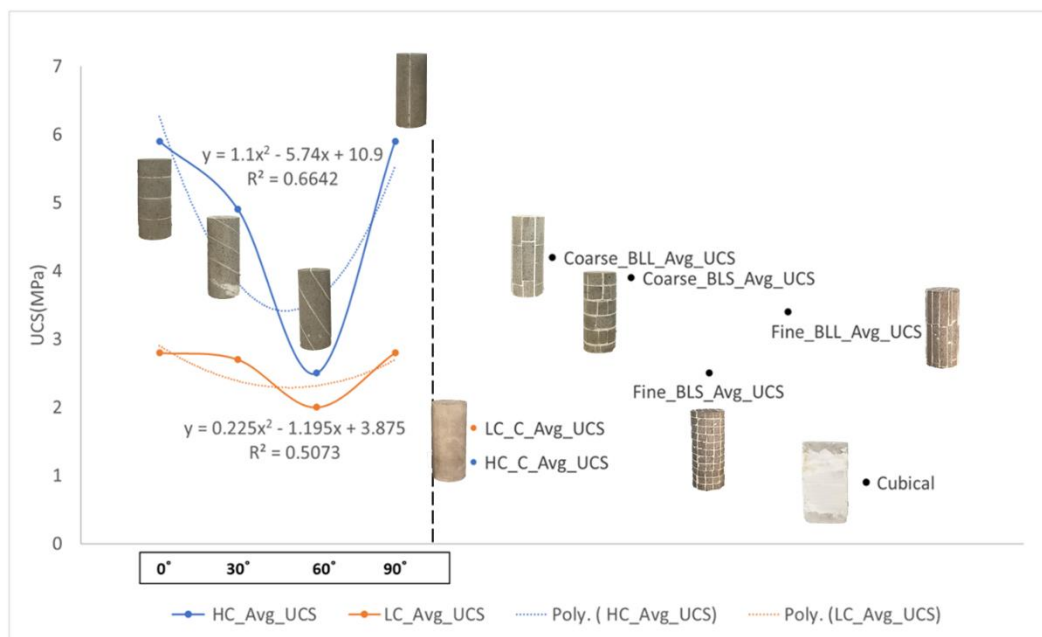 UCS(MPa)
7
6
5
4
3
2
1
0
y = 1.1x² - 5.74x + 10.9
R² = 0.6642
y = 0.225x² - 1.195x + 3.875
R² = 0.5073
Coarse_BLL_Avg_UCS
Coarse_BLS_Avg_UCS
Fine_BLL_Avg_UCS
Fine_BLS_Avg_UCS
LC_C_Avg_UCS
HC_C_Avg_UCS
Cubical
0˚ 30˚ 60˚ 90˚
HC_Avg_UCS LC_Avg_UCS Poly. ( HC_Avg_UCS) Poly. (LC_Avg_UCS)